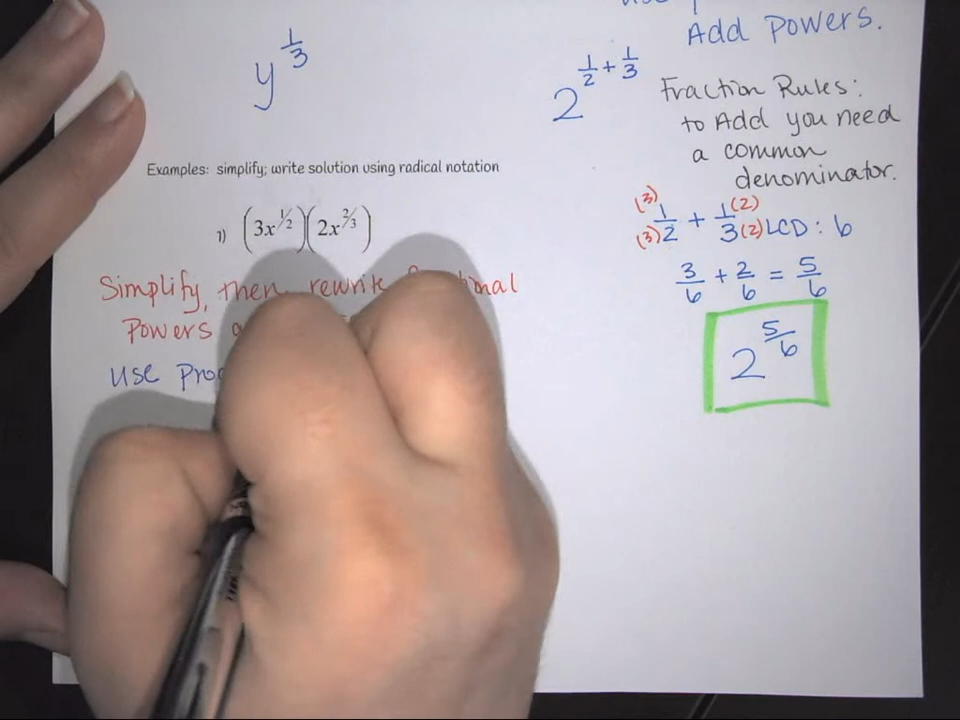 Add Powers.
y^{1/3}
2^{1/2 + 1/3}
Fraction Rules:
to Add you need
a common
denominator.
Examples: simplify; write solution using radical notation
1) (3x^{1/2})(2x^{2/3})
(3)1/(3)2 + 1(2)/3(2) LCD: 6
3/6 + 2/6 = 5/6
2^{5/6}
Simplify, then rewrite
Powers
use